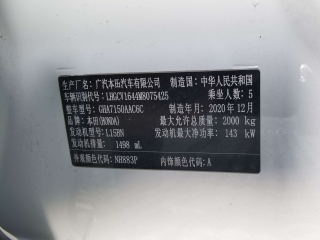 生产厂名：广汽本田汽车有限公司 制造国：中华人民共和国
车辆识别代号：LHGCV1644M8075425 乘坐人数：5
整车型号：GHA7150AAC6C 制造年月：2020年12月
品牌：本田(HONDA) 最大允许总质量：2000 kg
发动机型号：L15BN 发动机最大净功率：143 kW
发动机排量：1498 mL
外观颜色代码：NH883P 内饰颜色代码：A